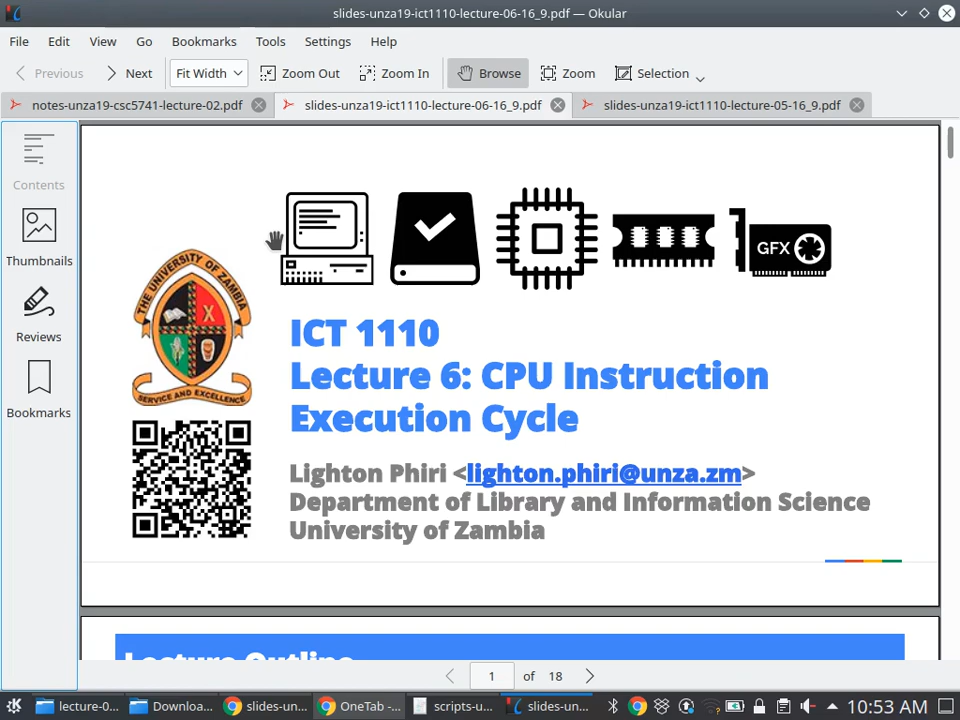 slides-unza19-ict1110-lecture-06-16_9.pdf — Okular
File Edit View Go Bookmarks Tools Settings Help
Previous Next Fit Width Zoom Out Zoom In Browse Zoom Selection
notes-unza19-csc5741-lecture-02.pdf slides-unza19-ict1110-lecture-06-16_9.pdf slides-unza19-ict1110-lecture-05-16_9.pdf
Contents
Thumbnails
Reviews
Bookmarks
GFX
THE UNIVERSITY OF ZAMBIA
SERVICE AND EXCELLENCE
ICT 1110
Lecture 6: CPU Instruction
Execution Cycle
Lighton Phiri <lighton.phiri@unza.zm>
Department of Library and Information Science
University of Zambia
Lecture Outline
1 of 18
lecture-0... Downloa... slides-un... OneTab -... scripts-u... slides-un... 10:53 AM